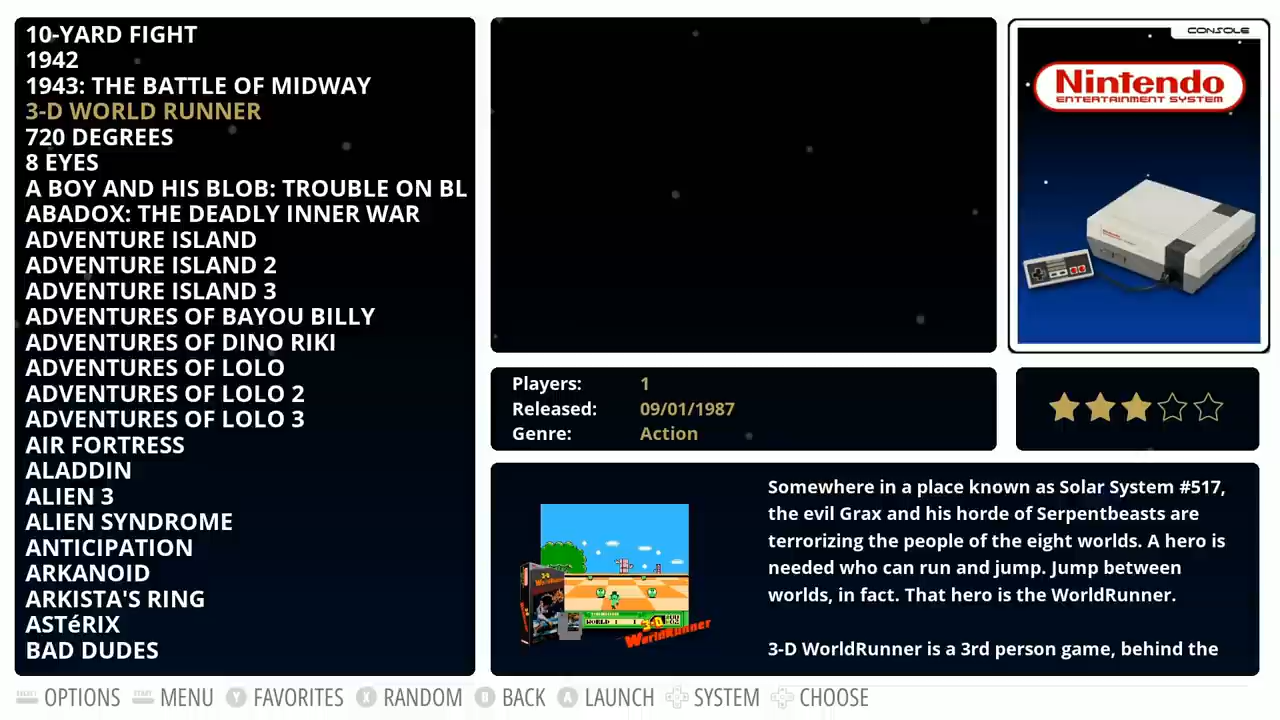 10-YARD FIGHT
1942
1943: THE BATTLE OF MIDWAY
3-D WORLD RUNNER
720 DEGREES
8 EYES
A BOY AND HIS BLOB: TROUBLE ON BL
ABADOX: THE DEADLY INNER WAR
ADVENTURE ISLAND
ADVENTURE ISLAND 2
ADVENTURE ISLAND 3
ADVENTURES OF BAYOU BILLY
ADVENTURES OF DINO RIKI
ADVENTURES OF LOLO
ADVENTURES OF LOLO 2
ADVENTURES OF LOLO 3
AIR FORTRESS
ALADDIN
ALIEN 3
ALIEN SYNDROME
ANTICIPATION
ARKANOID
ARKISTA'S RING
ASTéRIX
BAD DUDES
CONSOLE
Nintendo
ENTERTAINMENT SYSTEM
Players: 1
Released: 09/01/1987
Genre: Action
Somewhere in a place known as Solar System #517,
the evil Grax and his horde of Serpentbeasts are
terrorizing the people of the eight worlds. A hero is
needed who can run and jump. Jump between
worlds, in fact. That hero is the WorldRunner.
3-D WorldRunner is a 3rd person game, behind the
WORLD 1
3-D
WorldRunner
SELECT OPTIONS START MENU Y FAVORITES X RANDOM B BACK A LAUNCH SYSTEM CHOOSE